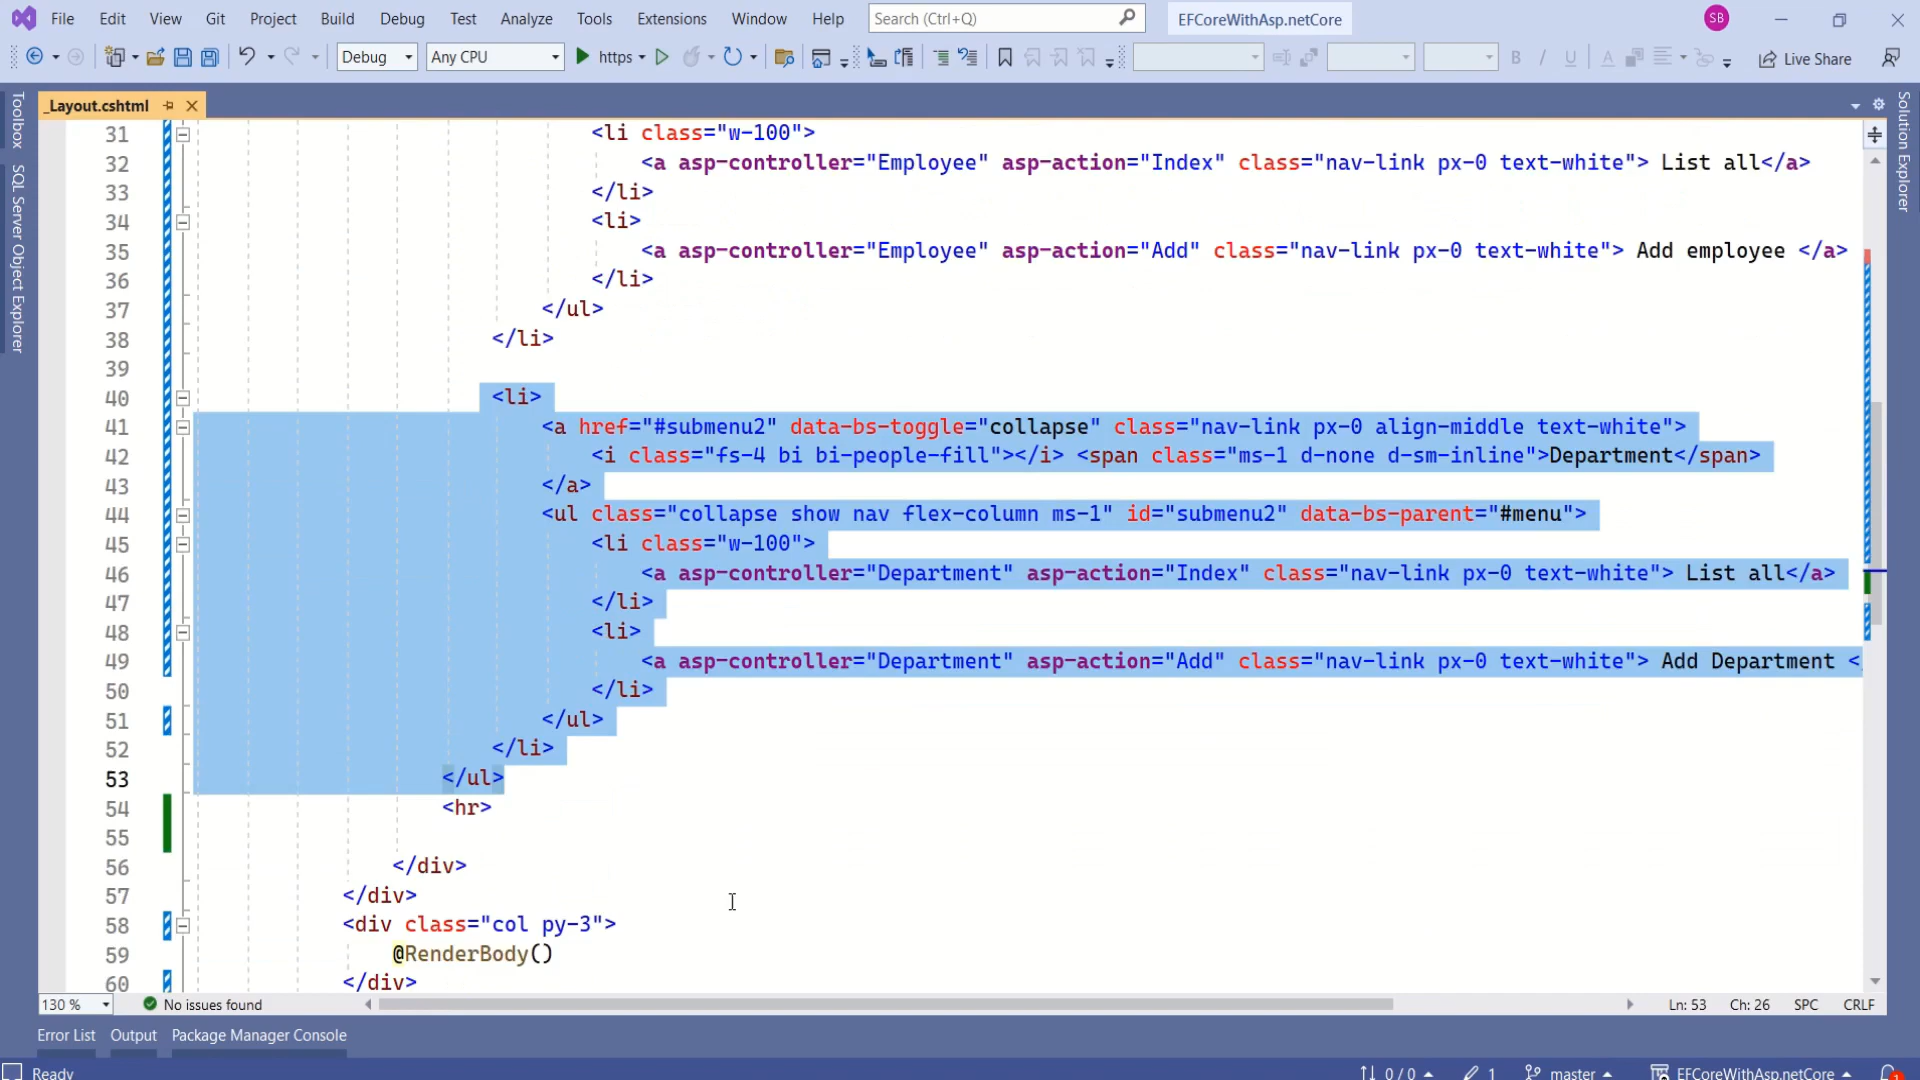 File Edit View Git Project Build Debug Test Analyze Tools Extensions Window Help Search (Ctrl+Q) EFCoreWithAsp.netCore SB
Debug Any CPU https Live Share
_Layout.cshtml
Toolbox
SQL Server Object Explorer
Solution Explorer
31 <li class="w-100">
32 <a asp-controller="Employee" asp-action="Index" class="nav-link px-0 text-white"> List all</a>
33 </li>
34 <li>
35 <a asp-controller="Employee" asp-action="Add" class="nav-link px-0 text-white"> Add employee </a>
36 </li>
37 </ul>
38 </li>
39
40 <li>
41 <a href="#submenu2" data-bs-toggle="collapse" class="nav-link px-0 align-middle text-white">
42 <i class="fs-4 bi bi-people-fill"></i> <span class="ms-1 d-none d-sm-inline">Department</span>
43 </a>
44 <ul class="collapse show nav flex-column ms-1" id="submenu2" data-bs-parent="#menu">
45 <li class="w-100">
46 <a asp-controller="Department" asp-action="Index" class="nav-link px-0 text-white"> List all</a>
47 </li>
48 <li>
49 <a asp-controller="Department" asp-action="Add" class="nav-link px-0 text-white"> Add Department <
50 </li>
51 </ul>
52 </li>
53 </ul>
54 <hr>
55
56 </div>
57 </div>
58 <div class="col py-3">
59 @RenderBody()
60 </div>
130 % No issues found Ln: 53 Ch: 26 SPC CRLF
Error List Output Package Manager Console
Ready 0 / 0 1 master EFCoreWithAsp.netCore 1